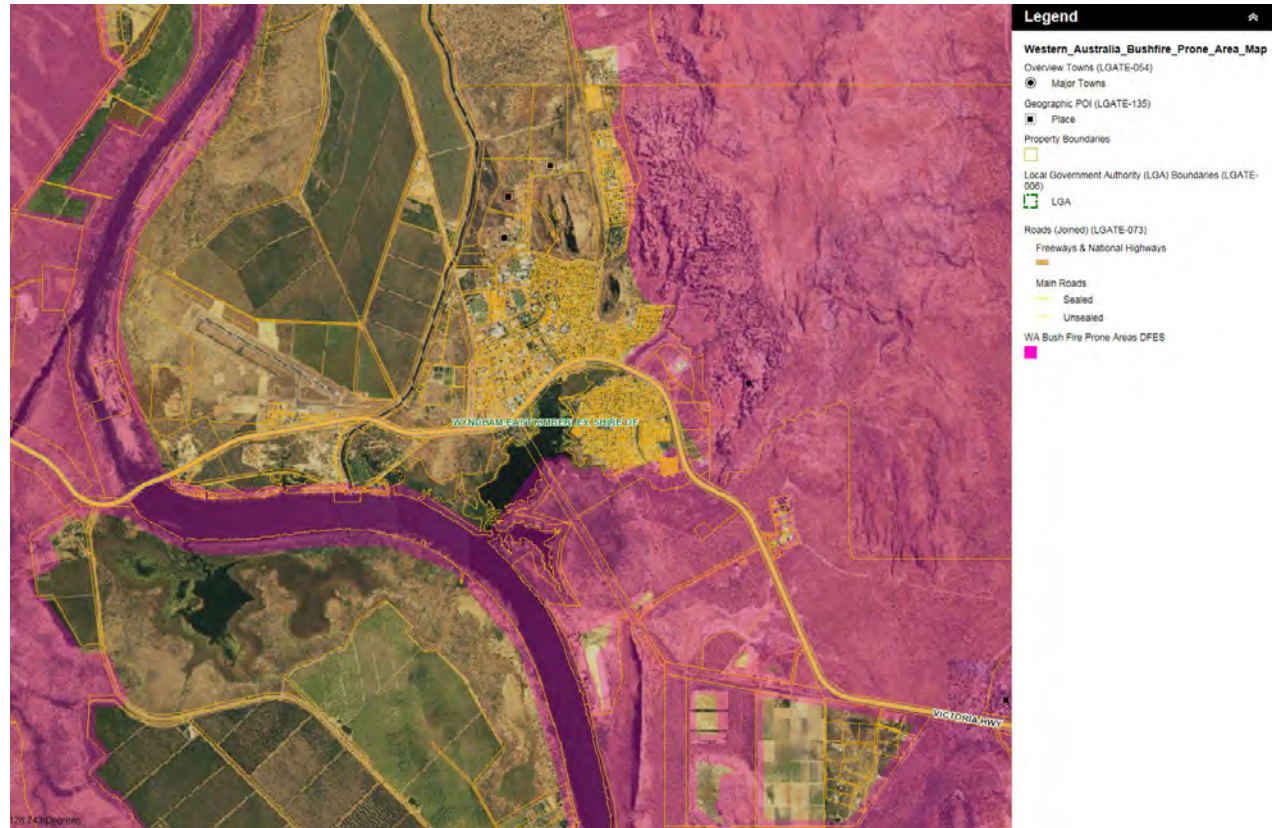 WYNDHAM-EAST KIMBERLEY, SHIRE OF
VICTORIA HWY
128.743 Degrees
Legend
Western_Australia_Bushfire_Prone_Area_Map
Overview Towns (LGATE-054)
Major Towns
Geographic POI (LGATE-135)
Place
Property Boundaries
Local Government Authority (LGA) Boundaries (LGATE-
006)
LGA
Roads (Joined) (LGATE-073)
Freeways & National Highways
Main Roads
Sealed
Unsealed
WA Bush Fire Prone Areas DFES